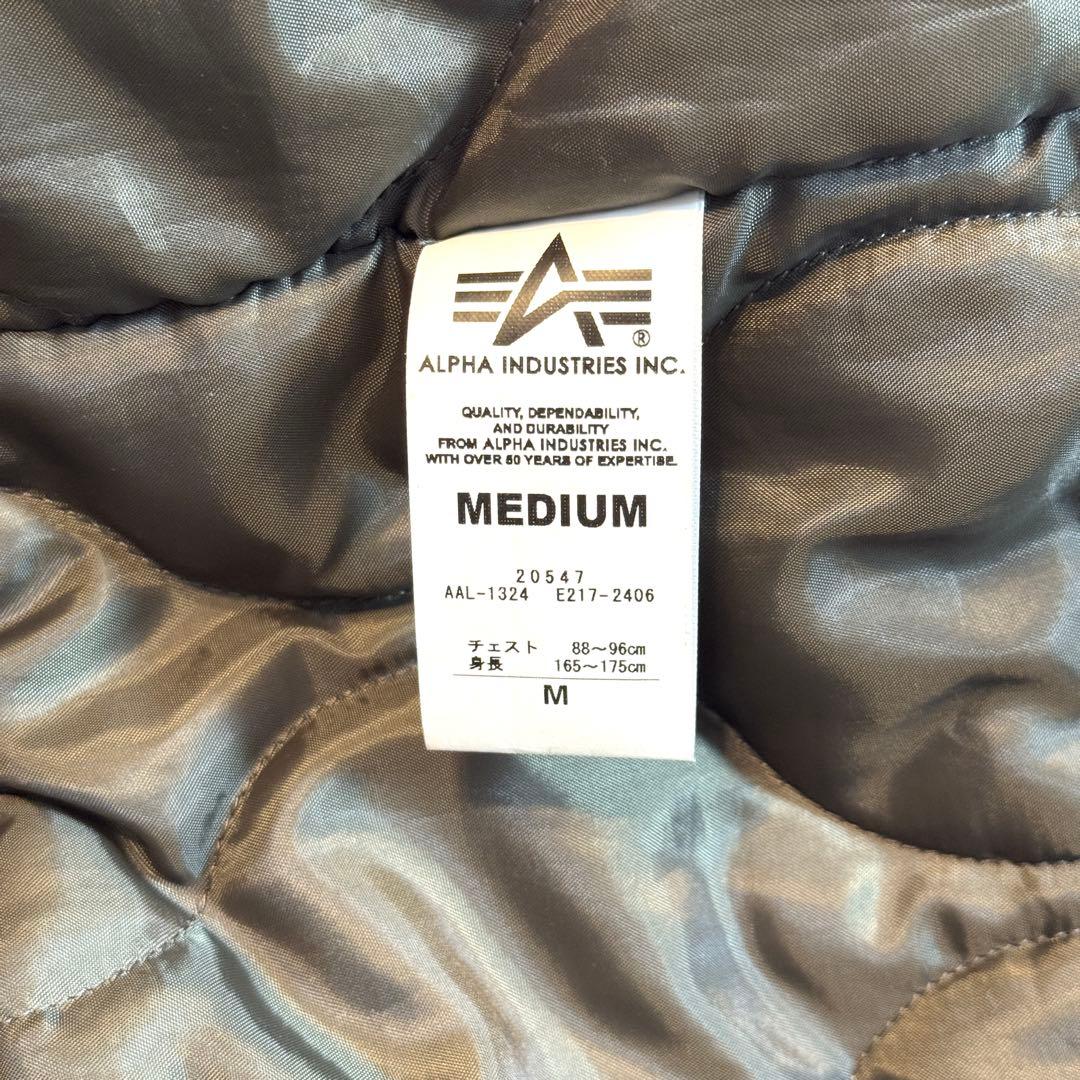 ®
ALPHA INDUSTRIES INC.
QUALITY, DEPENDABILITY,
AND DURABILITY
FROM ALPHA INDUSTRIES INC.
WITH OVER 50 YEARS OF EXPERTISE.
MEDIUM
20547
AAL-1324 E217-2406
チェスト 88～96cm
身長 165～175cm
M